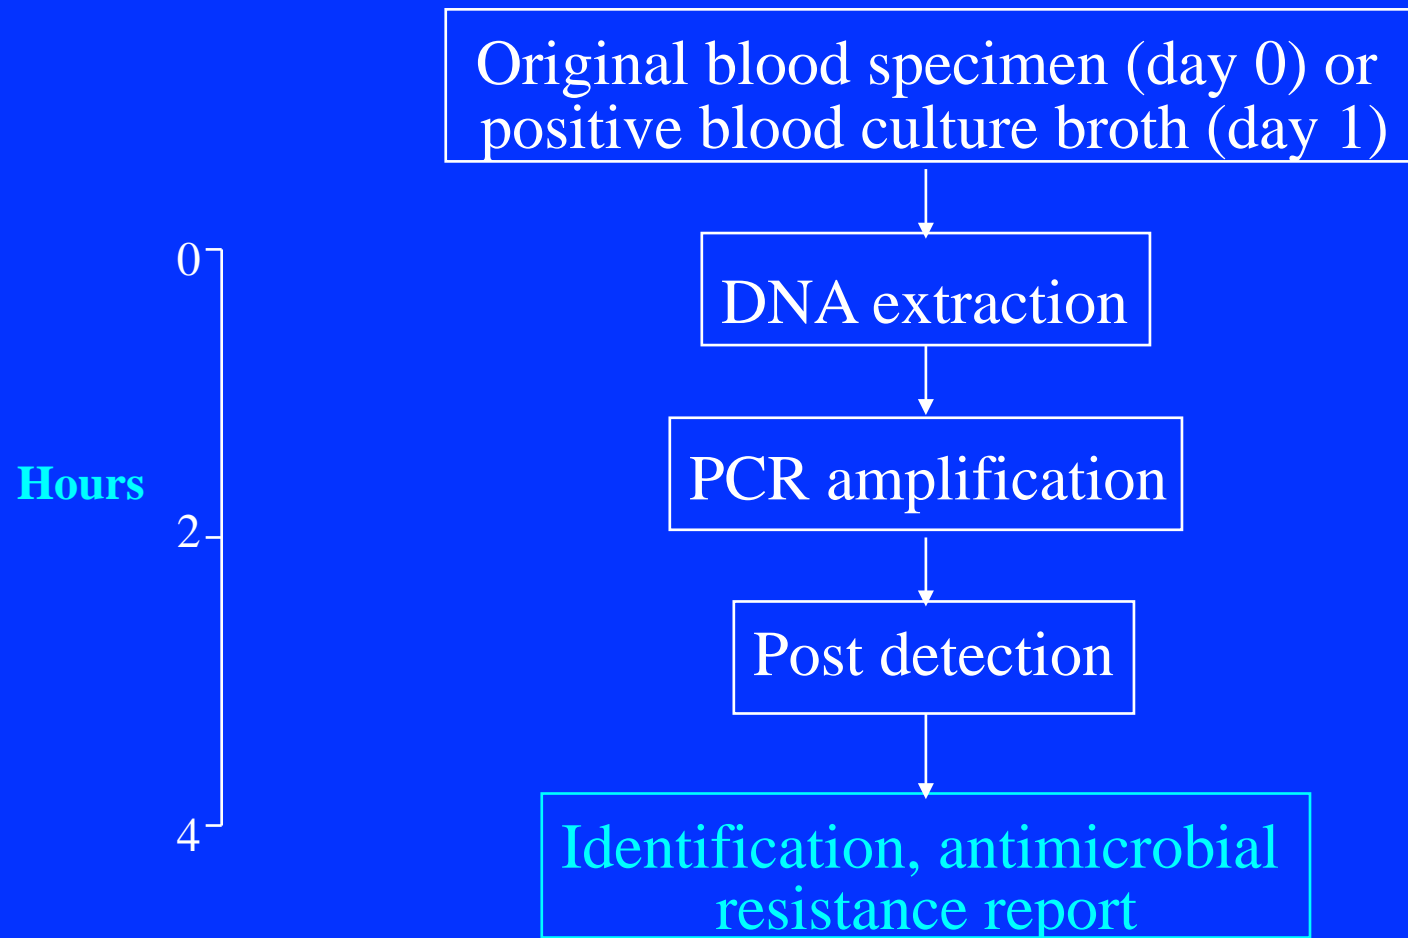 Original blood specimen (day 0) or
positive blood culture broth (day 1)
0
DNA extraction
Hours
PCR amplification
2
Post detection
4
Identification, antimicrobial
resistance report